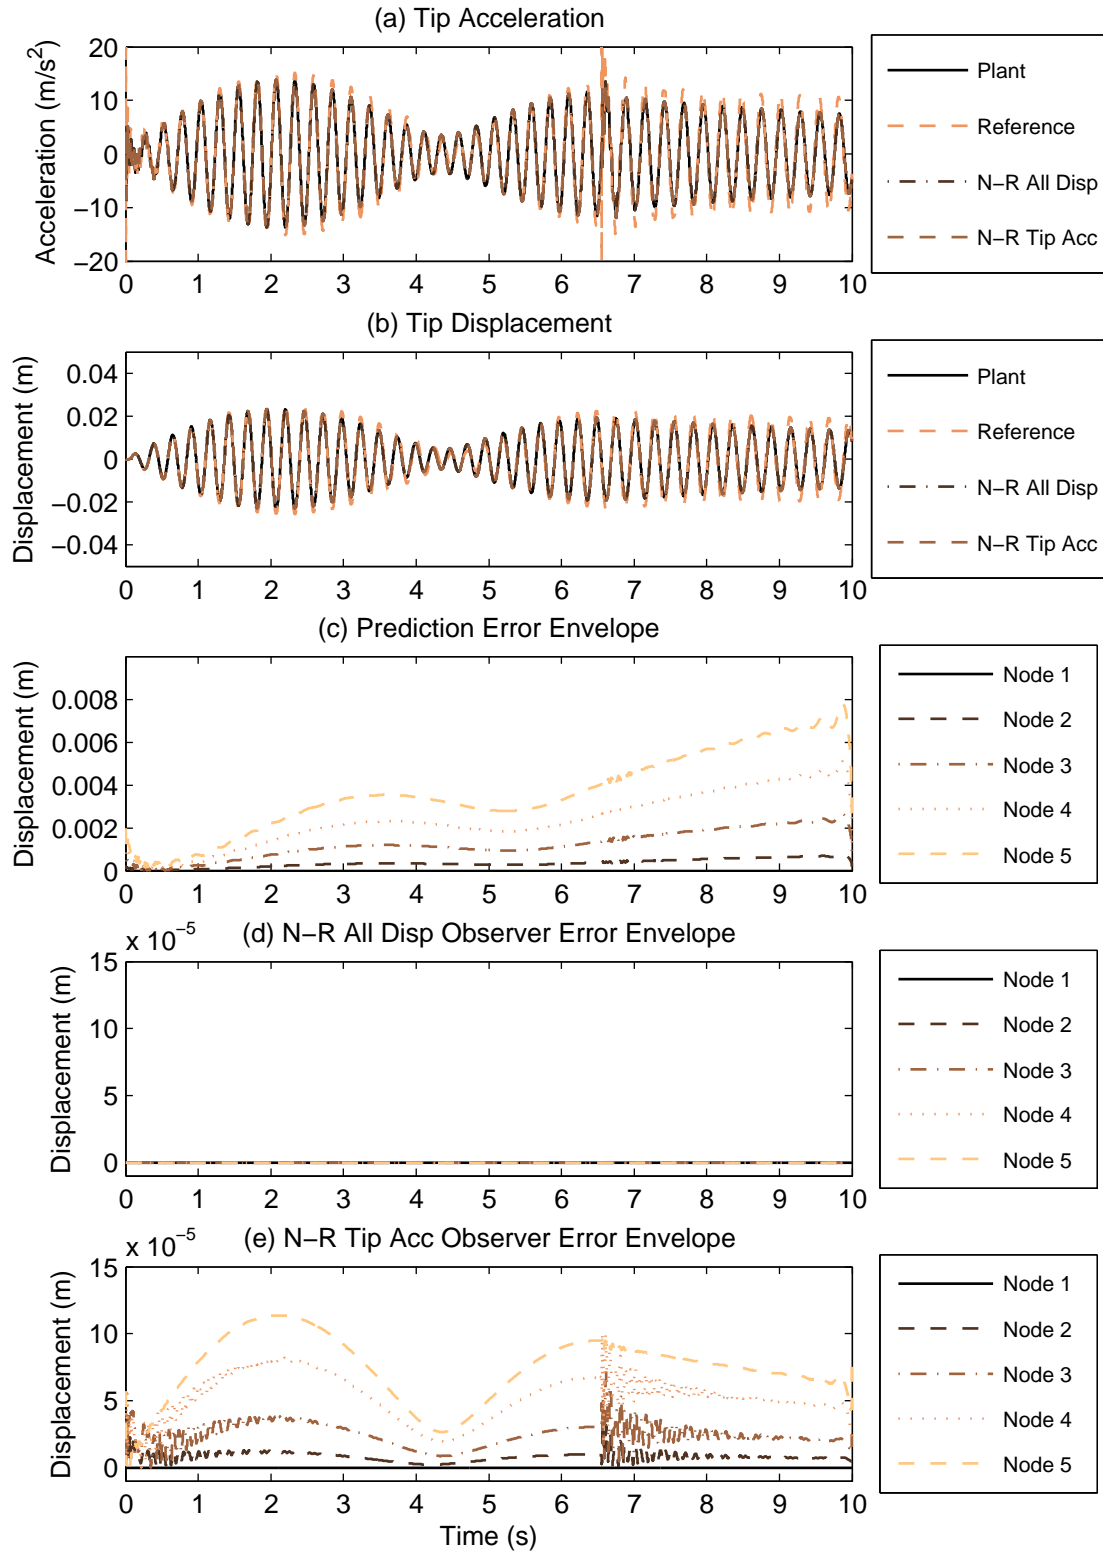 (a) Tip Acceleration
Acceleration (m/s²)
20
10
0
−10
−20
0 1 2 3 4 5 6 7 8 9 10
Plant
Reference
N−R All Disp
N−R Tip Acc
(b) Tip Displacement
Displacement (m)
0.04
0.02
0
−0.02
−0.04
0 1 2 3 4 5 6 7 8 9 10
Plant
Reference
N−R All Disp
N−R Tip Acc
(c) Prediction Error Envelope
Displacement (m)
0.008
0.006
0.004
0.002
0
0 1 2 3 4 5 6 7 8 9 10
Node 1
Node 2
Node 3
Node 4
Node 5
x 10⁻⁵ (d) N−R All Disp Observer Error Envelope
Displacement (m)
15
10
5
0
0 1 2 3 4 5 6 7 8 9 10
Node 1
Node 2
Node 3
Node 4
Node 5
x 10⁻⁵ (e) N−R Tip Acc Observer Error Envelope
Displacement (m)
15
10
5
0
0 1 2 3 4 5 6 7 8 9 10
Time (s)
Node 1
Node 2
Node 3
Node 4
Node 5